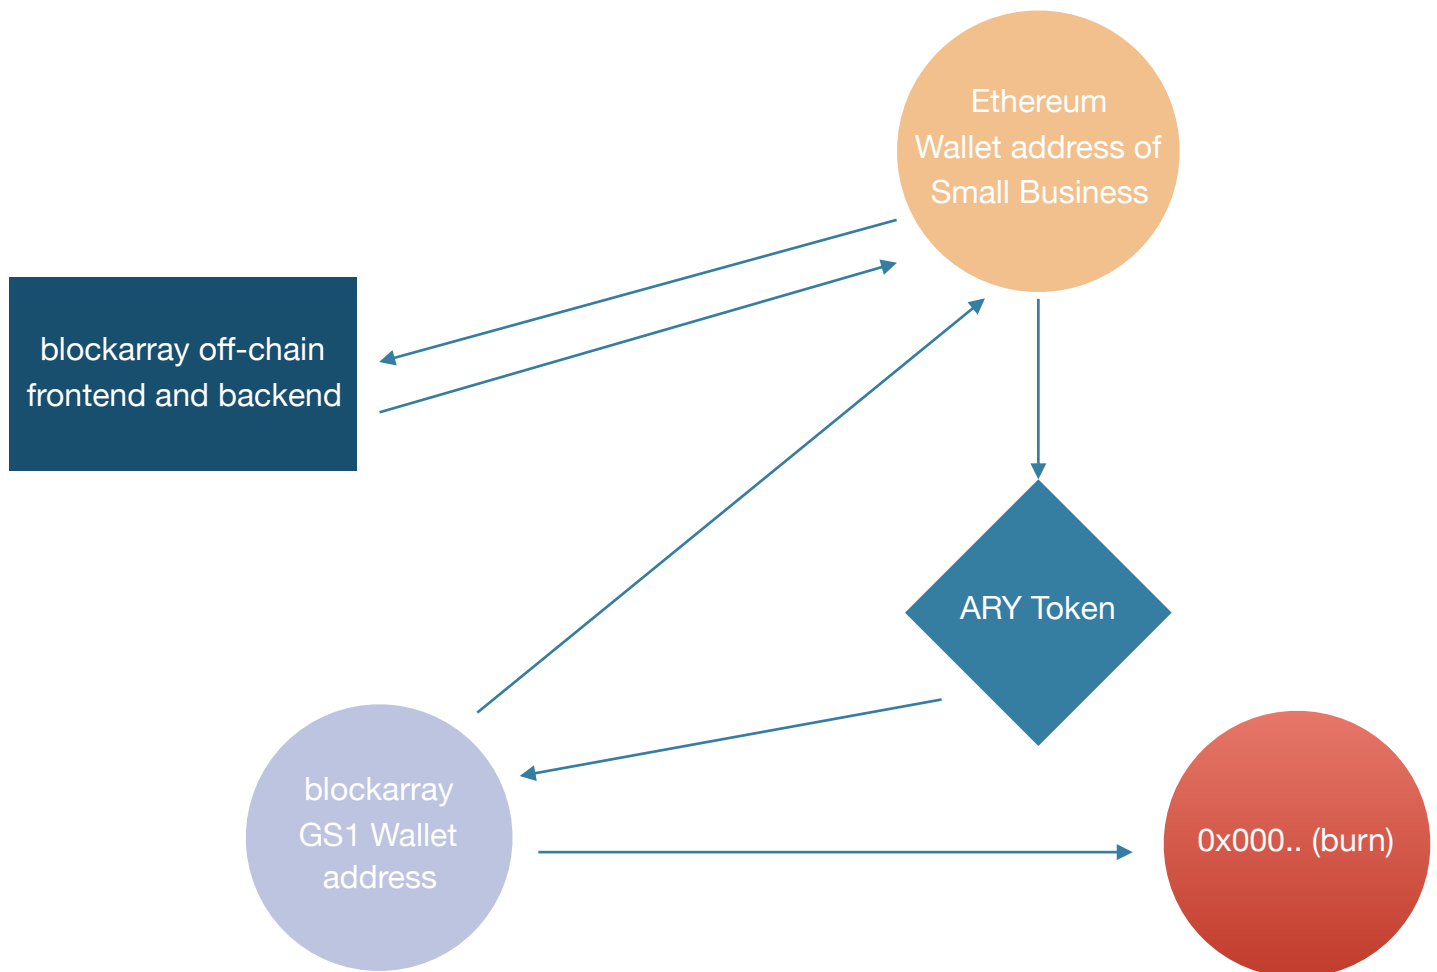 Ethereum
Wallet address of
Small Business
blockarray off-chain
frontend and backend
ARY Token
blockarray
GS1 Wallet
address
0x000.. (burn)